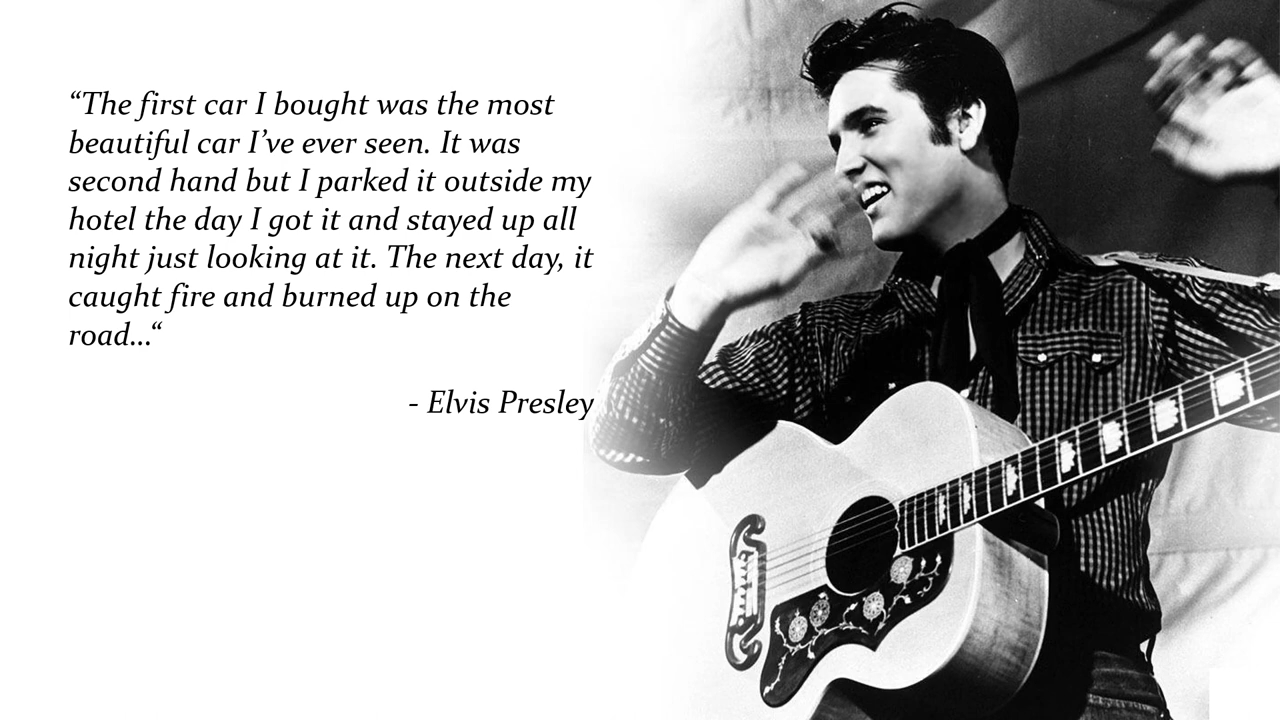 “The first car I bought was the most
beautiful car I’ve ever seen. It was
second hand but I parked it outside my
hotel the day I got it and stayed up all
night just looking at it. The next day, it
caught fire and burned up on the
road…“
- Elvis Presley